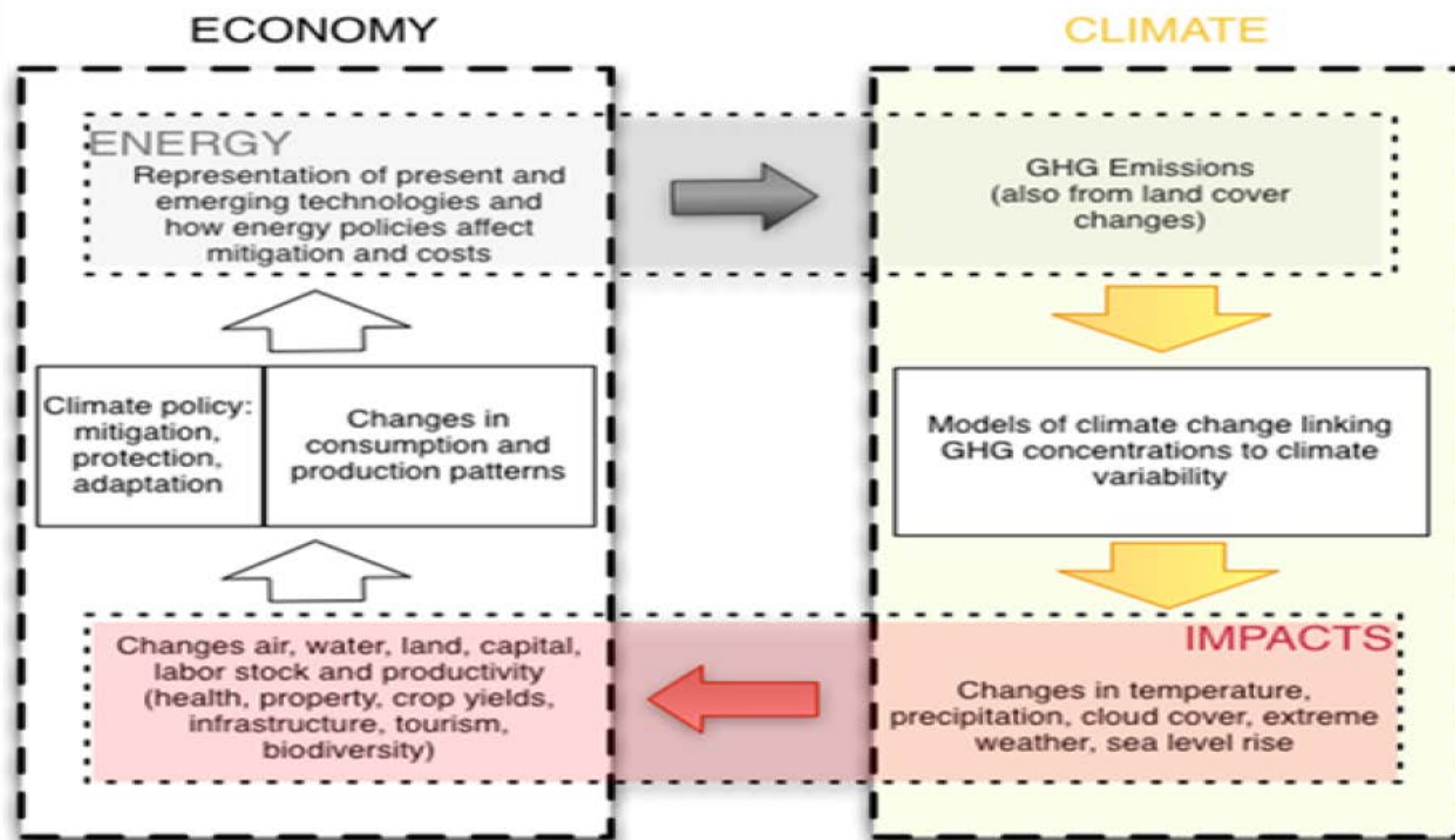 ECONOMY
CLIMATE
ENERGY
Representation of present and
emerging technologies and
how energy policies affect
mitigation and costs
GHG Emissions
(also from land cover
changes)
Climate policy:
mitigation,
protection,
adaptation
Changes in
consumption and
production patterns
Models of climate change linking
GHG concentrations to climate
variability
Changes air, water, land, capital,
labor stock and productivity
(health, property, crop yields,
infrastructure, tourism,
biodiversity)
IMPACTS
Changes in temperature,
precipitation, cloud cover, extreme
weather, sea level rise